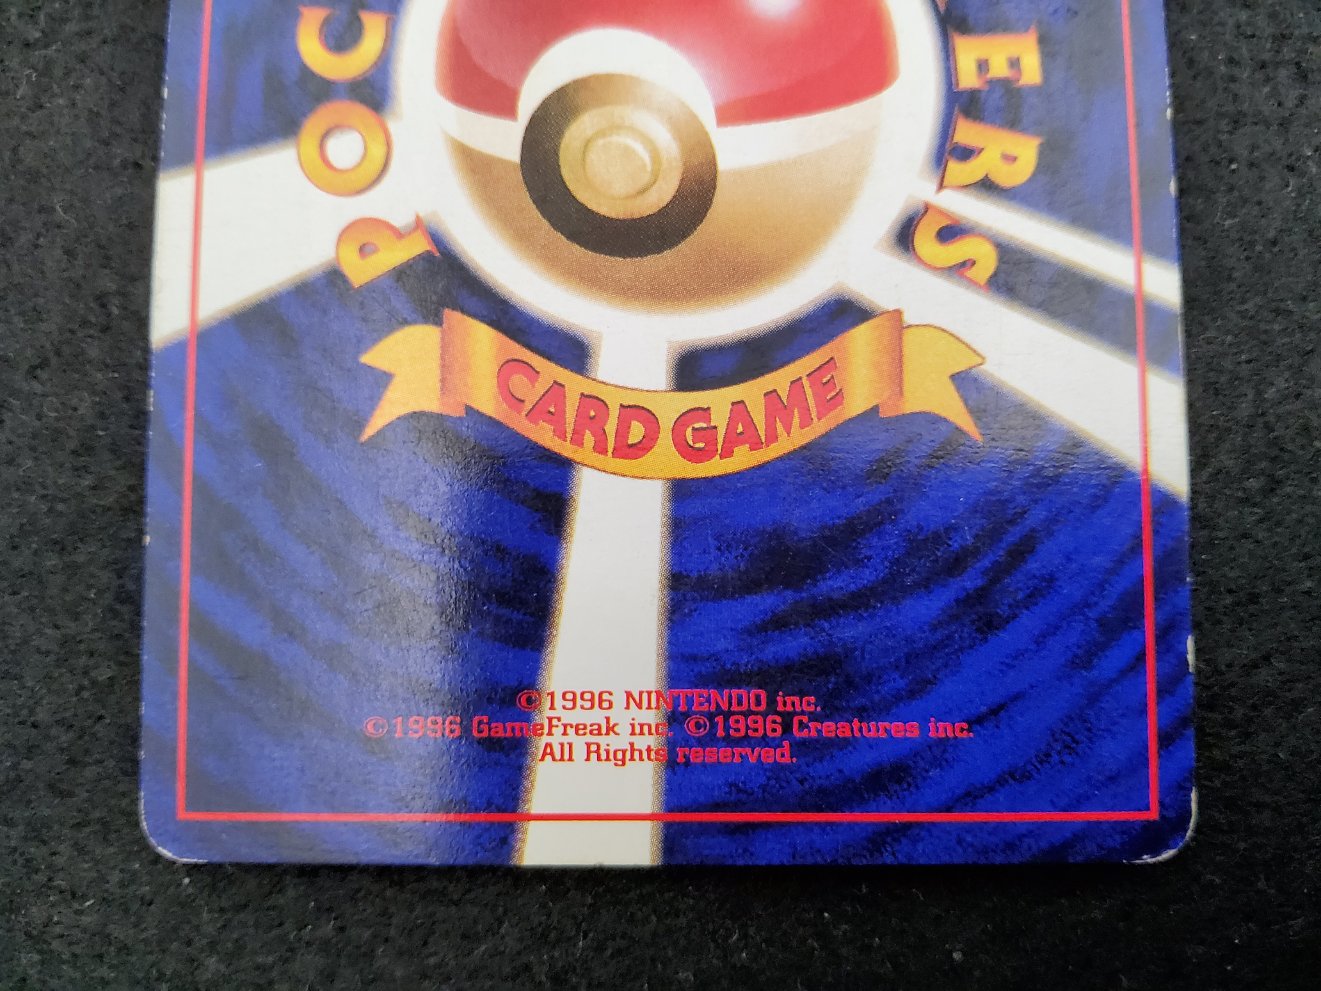 POC
ERS
CARD GAME
©1996 NINTENDO inc.
©1996 GameFreak inc. ©1996 Creatures inc.
All Rights reserved.